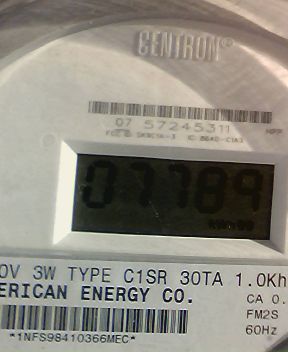 CENTRON®
07 57245311
07789
0V 3W TYPE C1SR 30TA 1.0Kh
ERICAN ENERGY CO.
CA 0.
FM2S
60Hz
*1NFS98410366MEC*